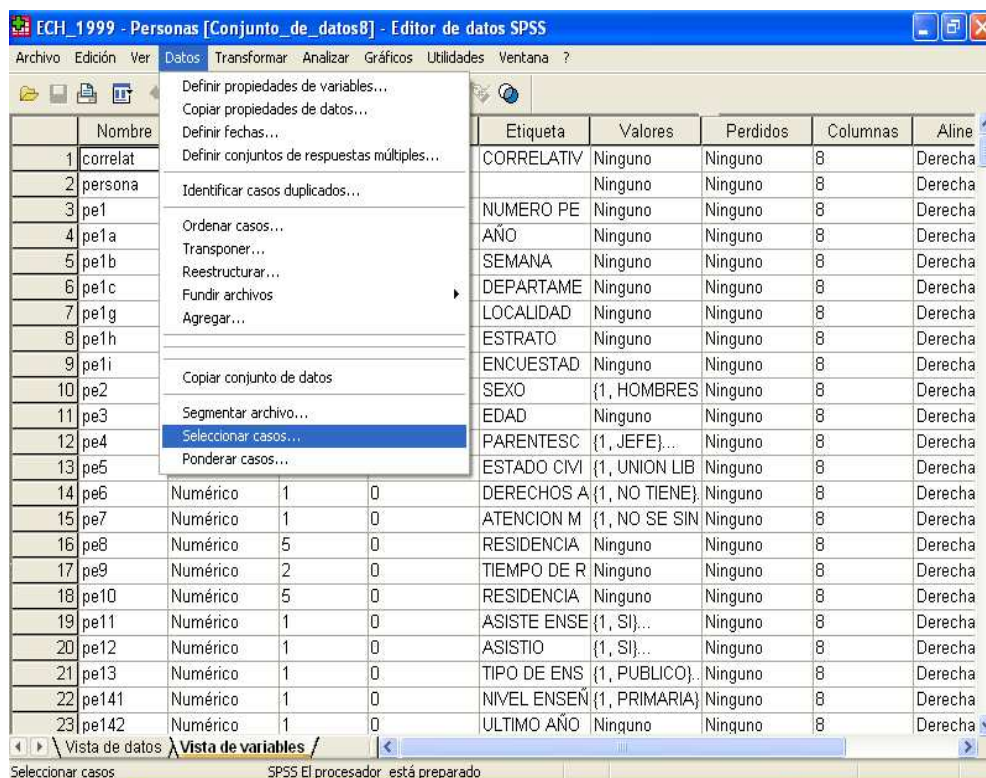 ECH_1999 - Personas [Conjunto_de_datos8] - Editor de datos SPSS
Archivo Edición Ver Datos Transformar Analizar Gráficos Utilidades Ventana ?
Definir propiedades de variables...
Copiar propiedades de datos...
Definir fechas...
Definir conjuntos de respuestas múltiples...
Identificar casos duplicados...
Ordenar casos...
Transponer...
Reestructurar...
Fundir archivos
Agregar...
Copiar conjunto de datos
Segmentar archivo...
Seleccionar casos...
Ponderar casos...
Nombre Etiqueta Valores Perdidos Columnas Aline
1 correlat CORRELATIV Ninguno Ninguno 8 Derecha
2 persona Ninguno Ninguno 8 Derecha
3 pe1 NUMERO PE Ninguno Ninguno 8 Derecha
4 pe1a AÑO Ninguno Ninguno 8 Derecha
5 pe1b SEMANA Ninguno Ninguno 8 Derecha
6 pe1c DEPARTAME Ninguno Ninguno 8 Derecha
7 pe1g LOCALIDAD Ninguno Ninguno 8 Derecha
8 pe1h ESTRATO Ninguno Ninguno 8 Derecha
9 pe1i ENCUESTAD Ninguno Ninguno 8 Derecha
10 pe2 SEXO {1, HOMBRES Ninguno 8 Derecha
11 pe3 EDAD Ninguno Ninguno 8 Derecha
12 pe4 PARENTESC {1, JEFE}... Ninguno 8 Derecha
13 pe5 ESTADO CIVI {1, UNION LIB Ninguno 8 Derecha
14 pe6 Numérico 1 0 DERECHOS A {1, NO TIENE}. Ninguno 8 Derecha
15 pe7 Numérico 1 0 ATENCION M {1, NO SE SIN Ninguno 8 Derecha
16 pe8 Numérico 5 0 RESIDENCIA Ninguno Ninguno 8 Derecha
17 pe9 Numérico 2 0 TIEMPO DE R Ninguno Ninguno 8 Derecha
18 pe10 Numérico 5 0 RESIDENCIA Ninguno Ninguno 8 Derecha
19 pe11 Numérico 1 0 ASISTE ENSE {1, SI}... Ninguno 8 Derecha
20 pe12 Numérico 1 0 ASISTIO {1, SI}... Ninguno 8 Derecha
21 pe13 Numérico 1 0 TIPO DE ENS {1, PUBLICO}.. Ninguno 8 Derecha
22 pe141 Numérico 1 0 NIVEL ENSEÑ {1, PRIMARIA} Ninguno 8 Derecha
23 pe142 Numérico 1 0 ULTIMO AÑO Ninguno Ninguno 8 Derecha
Vista de datos Vista de variables
Seleccionar casos SPSS El procesador está preparado